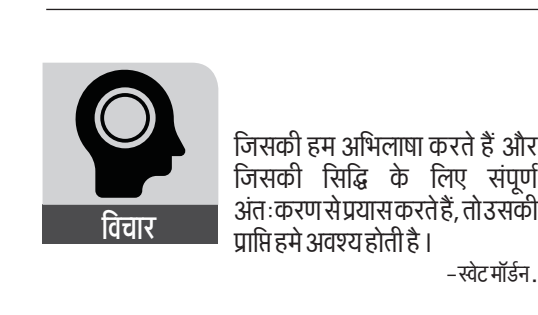 विचार
जिसकी हम अभिलाषा करते हैं और
जिसकी सिद्धि के लिए संपूर्ण
अंतःकरण से प्रयास करते हैं, तो उसकी
प्राप्ति हमे अवश्य होती है ।
-स्वेट मॉर्डन.